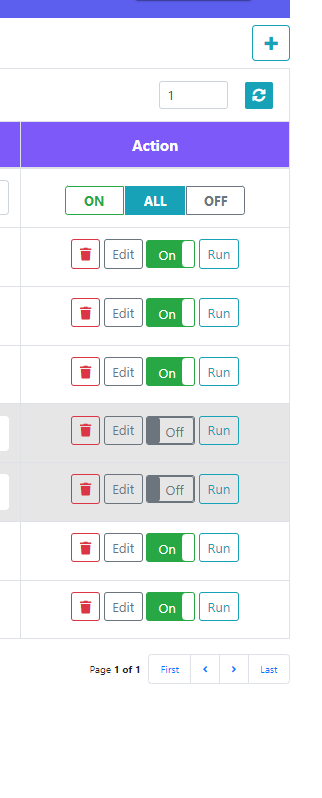 1
Action
ON ALL OFF
Edit On Run
Edit On Run
Edit On Run
Edit Off Run
Edit Off Run
Edit On Run
Edit On Run
Page 1 of 1 First Last